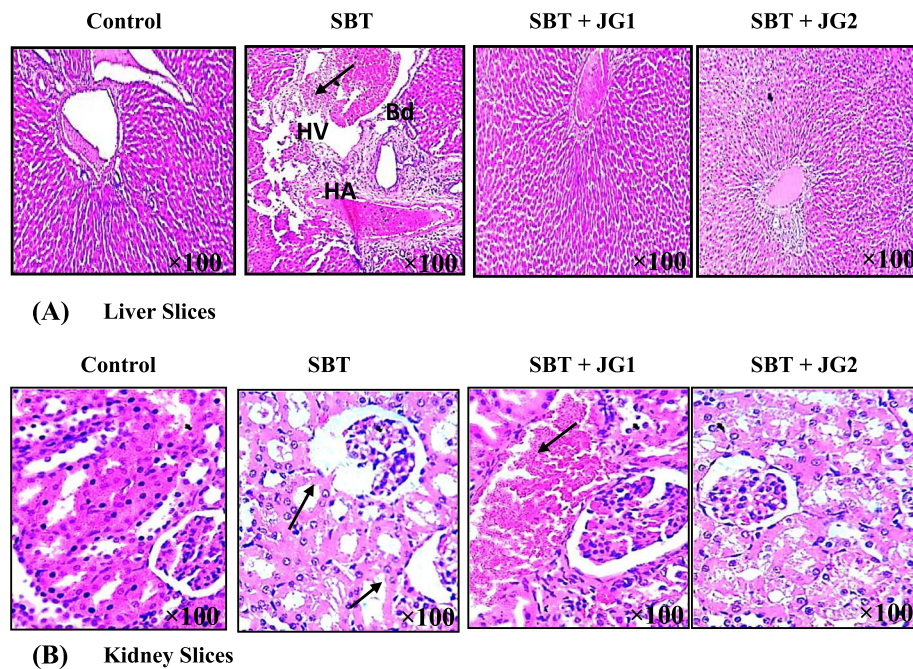 Control SBT SBT + JG1 SBT + JG2
Bd
HV
HA
×100 ×100 ×100 ×100
(A) Liver Slices
Control SBT SBT + JG1 SBT + JG2
×100 ×100 ×100 ×100
(B) Kidney Slices